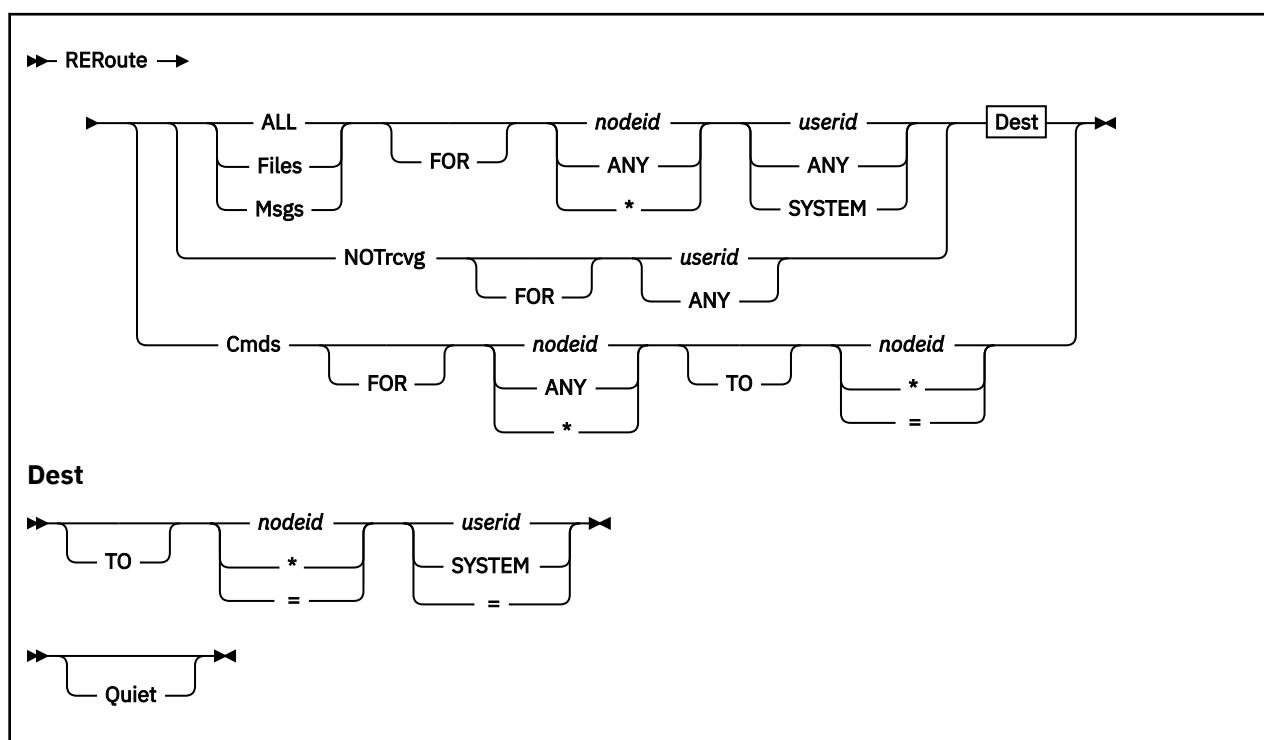 RERoute
ALL nodeid userid Dest
FOR
Files ANY ANY
Msgs * SYSTEM
NOTrcvg userid
FOR ANY
Cmds nodeid nodeid
FOR ANY TO *
* =
Dest
nodeid userid
TO * SYSTEM
= =
Quiet